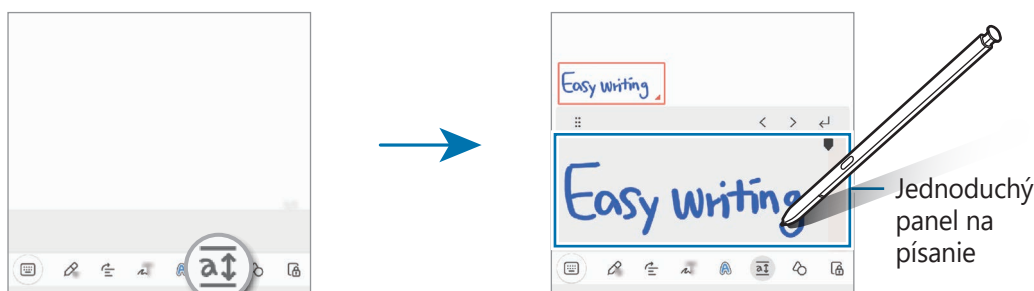 Easy writing
Easy writing
Jednoduchý
panel na
písanie